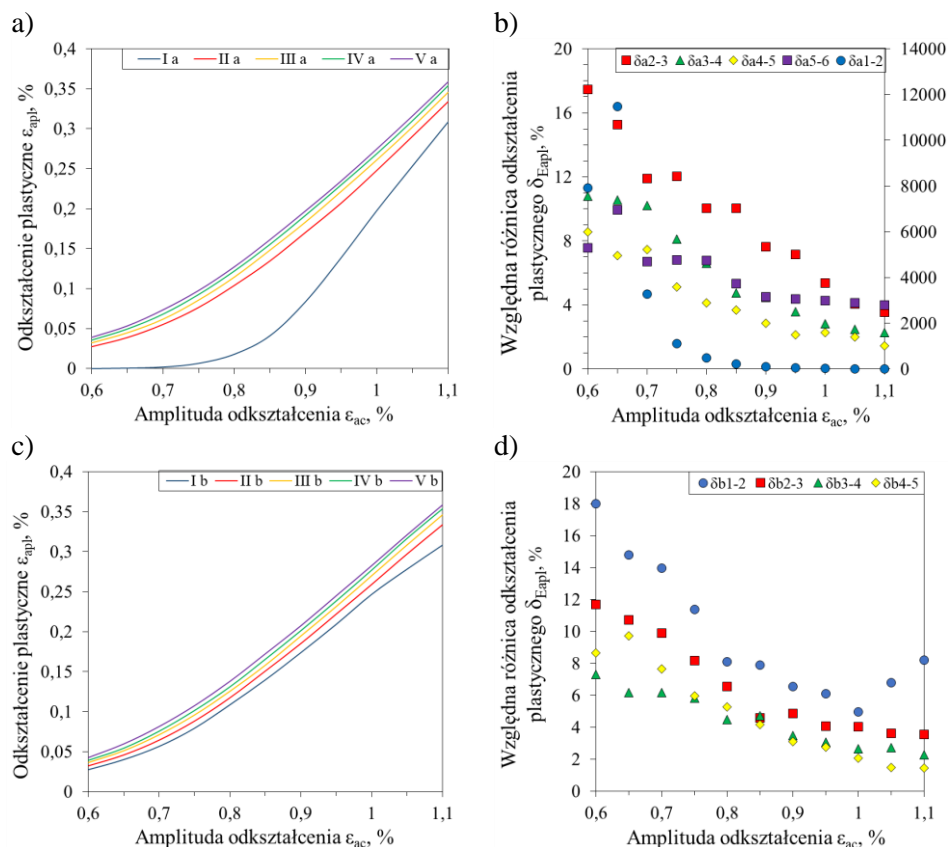 a)
Odkształcenie plastyczne εapl, %
0,4
0,35
0,3
0,25
0,2
0,15
0,1
0,05
0
I a II a III a IV a V a
0,6 0,7 0,8 0,9 1 1,1
Amplituda odkształcenia εac, %
b)
Względna różnica odkształcenia
plastycznego δEapl, %
20
18
16
14
12
10
8
6
4
2
0
δa2-3 δa3-4 δa4-5 δa5-6 δa1-2
14000
12000
10000
8000
6000
4000
2000
0
0,6 0,7 0,8 0,9 1 1,1
Amplituda odkształcenia εac, %
c)
Odkształcenie plastyczne εapl, %
0,4
0,35
0,3
0,25
0,2
0,15
0,1
0,05
0
I b II b III b IV b V b
0,6 0,7 0,8 0,9 1 1,1
Amplituda odkształcenia εac, %
d)
Względna różnica odkształcenia
plastycznego δEapl, %
20
18
16
14
12
10
8
6
4
2
0
δb1-2 δb2-3 δb3-4 δb4-5
0,6 0,7 0,8 0,9 1 1,1
Amplituda odkształcenia εac, %